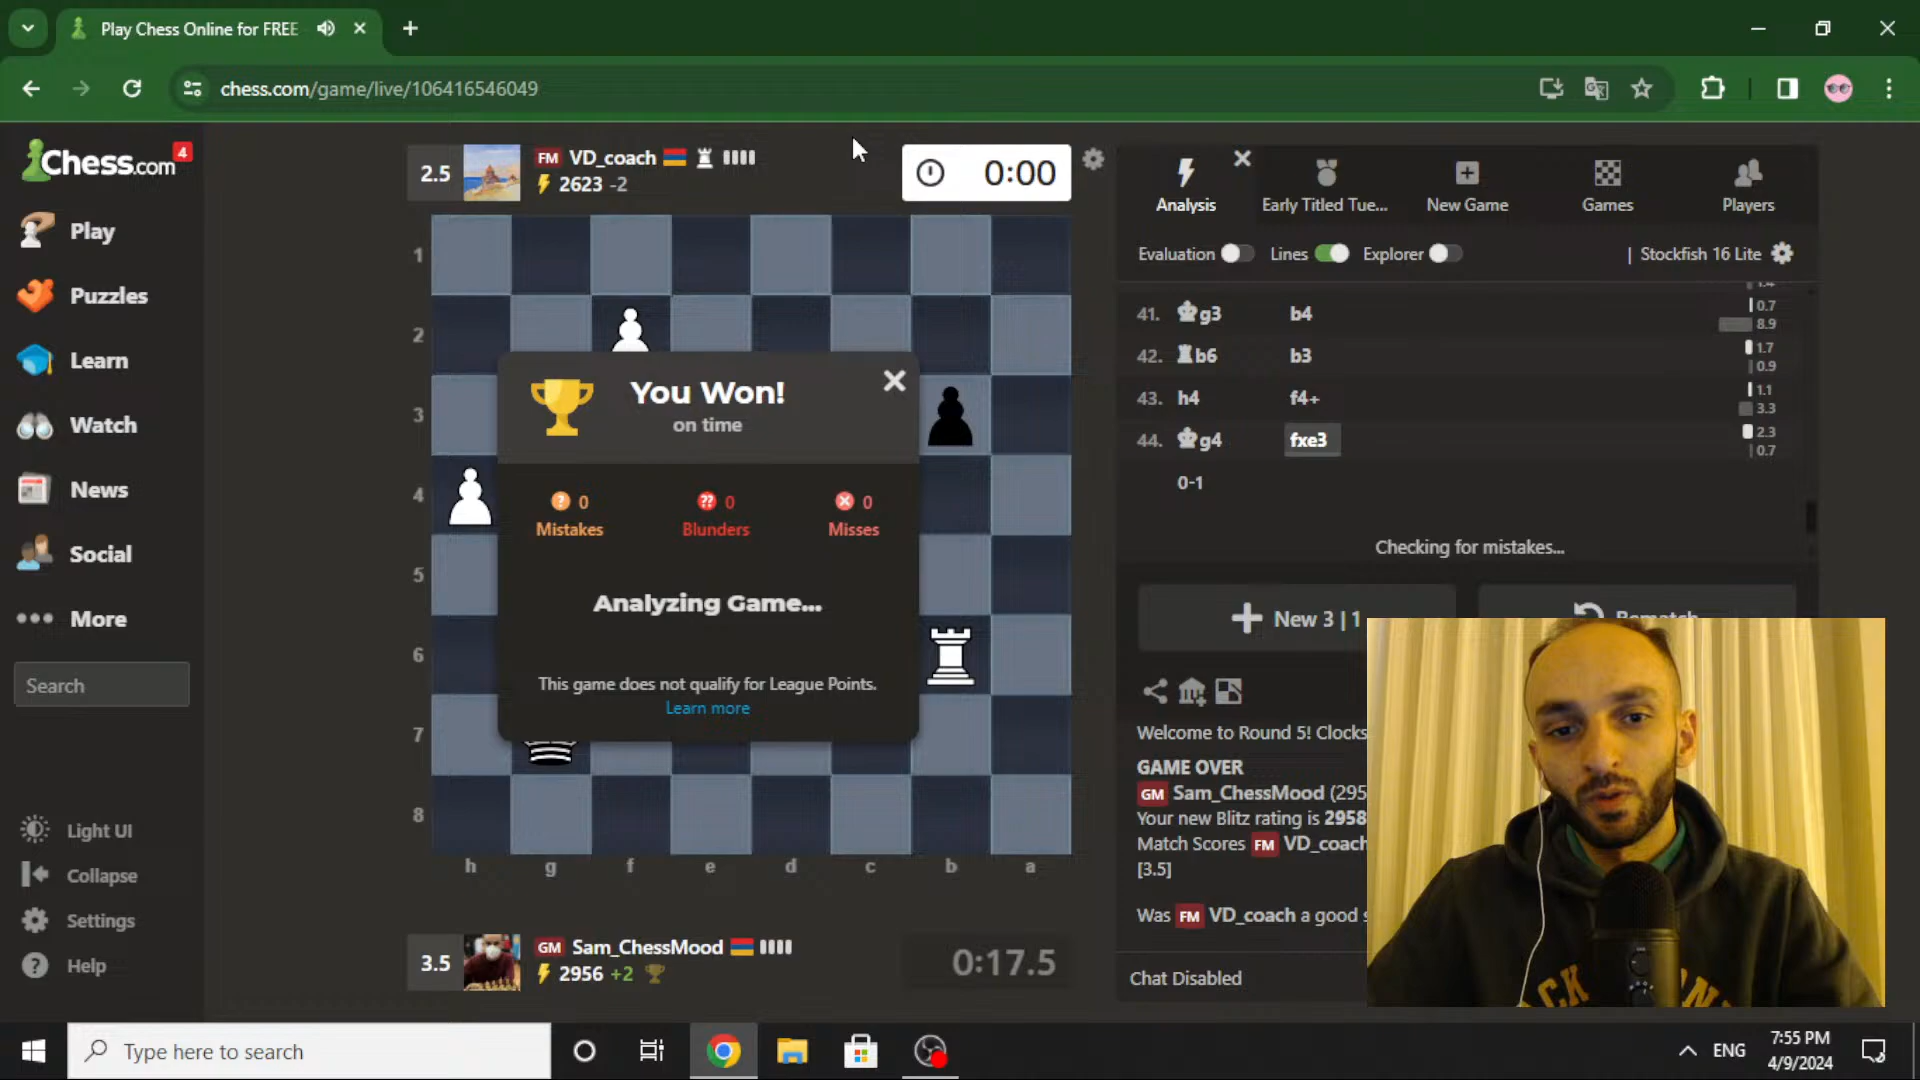 Play Chess Online for FREE
chess.com/game/live/106416546049
Chess.com
4
Play
Puzzles
Learn
Watch
News
Social
More
Search
Light UI
Collapse
Settings
Help
2.5
FM VD_coach
2623 -2
0:00
1
2
3
4
5
6
7
8
h g f e d c b a
You Won!
on time
? 0
?? 0
0
Mistakes
Blunders
Misses
Analyzing Game...
This game does not qualify for League Points.
Learn more
3.5
GM Sam_ChessMood
2956 +2
0:17.5
Analysis
Early Titled Tue...
New Game
Games
Players
Evaluation
Lines
Explorer
| Stockfish 16 Lite
1.4
41. g3 b4 0.7
8.9
42. b6 b3 1.7
0.9
43. h4 f4+ 1.1
3.3
44. g4 fxe3 2.3
0.7
0-1
Checking for mistakes...
New 3 | 1
Rematch
Welcome to Round 5! Clocks
GAME OVER
GM Sam_ChessMood (295
Your new Blitz rating is 2958
Match Scores FM VD_coach
[3.5]
Was FM VD_coach a good s
Chat Disabled
Type here to search
ENG
7:55 PM
4/9/2024